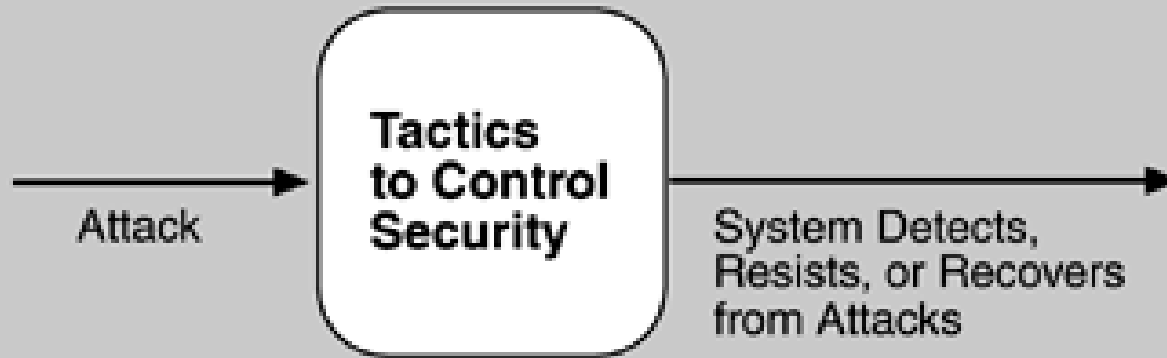 Attack
Tactics
to Control
Security
System Detects,
Resists, or Recovers
from Attacks